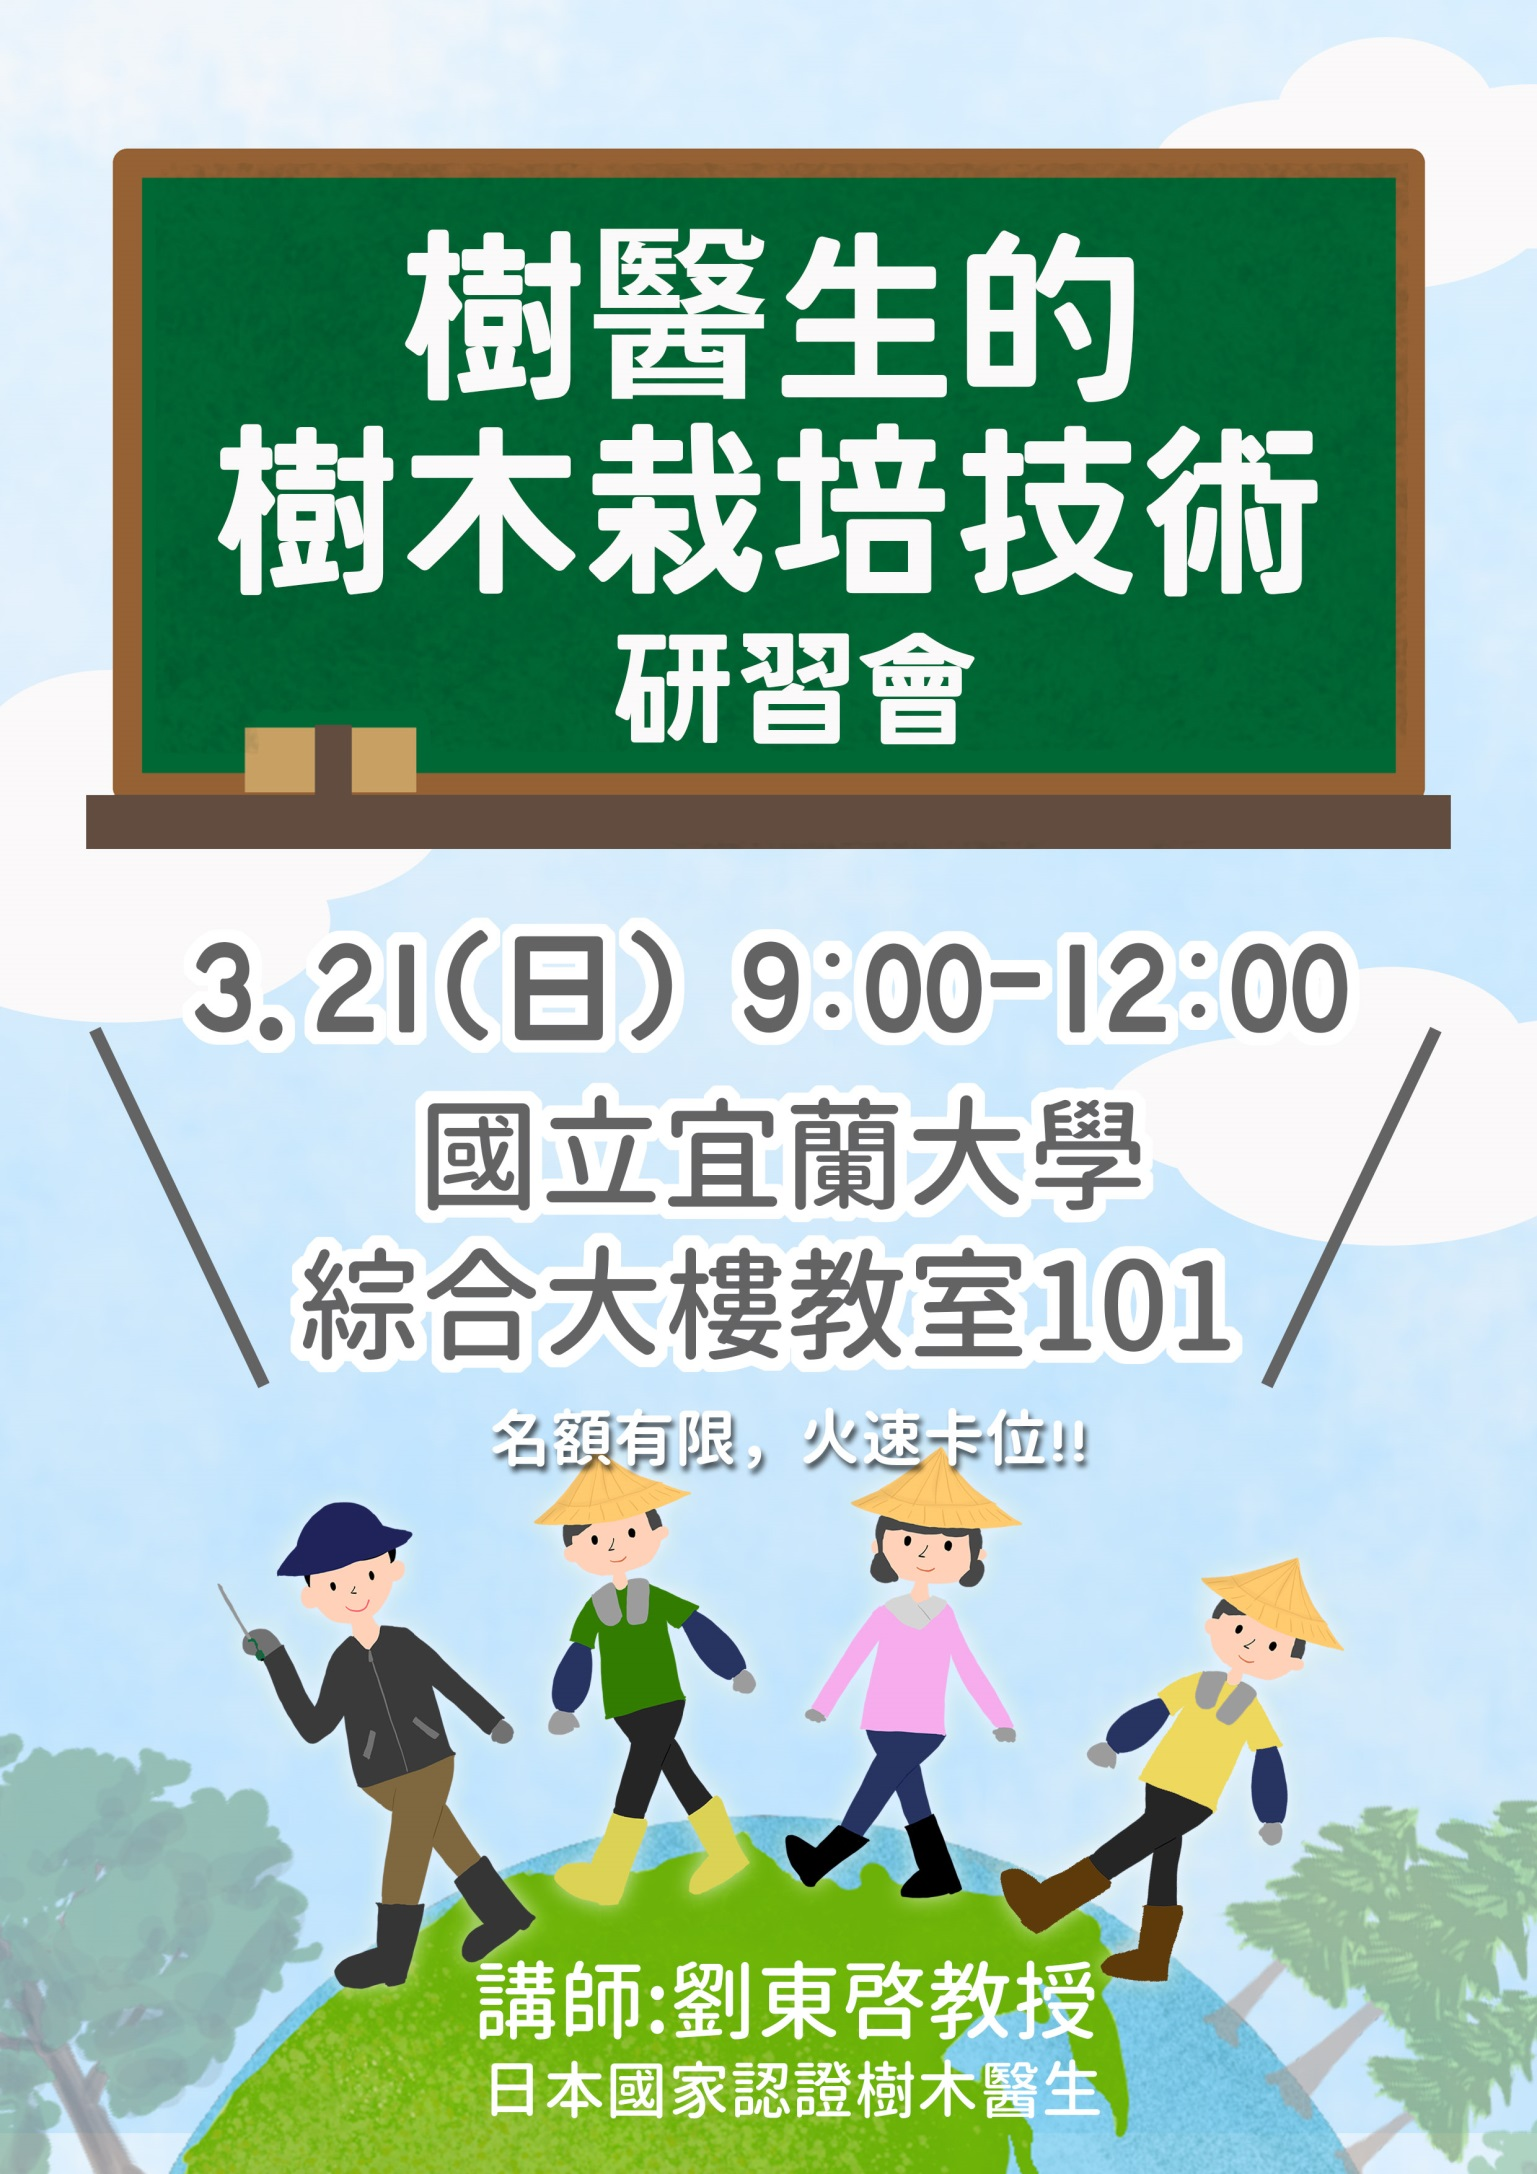 樹醫生的
樹木栽培技術
研習會
3.21(日) 9:00-12:00
國立宜蘭大學
綜合大樓教室101
名額有限，火速卡位!!
講師:劉東啓教授
日本國家認證樹木醫生